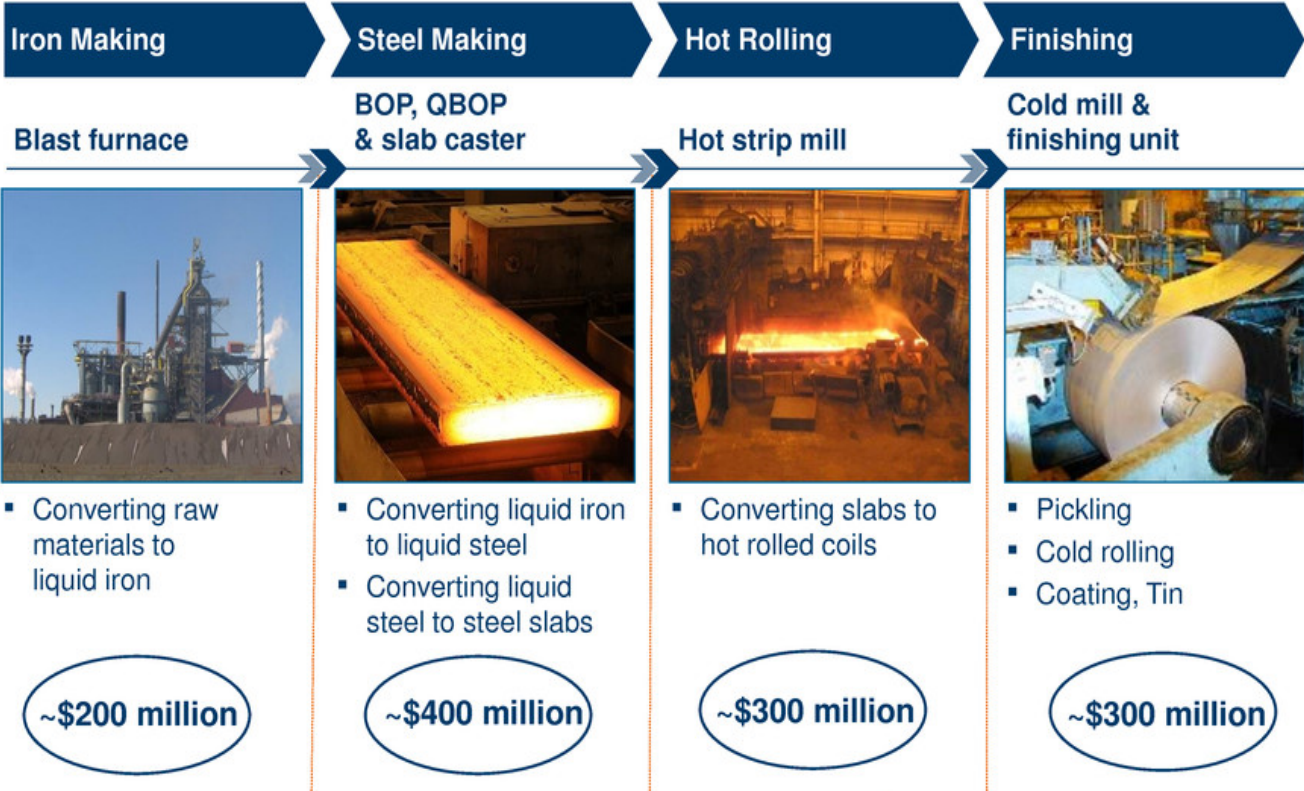 Iron Making
Steel Making
Hot Rolling
Finishing
Blast furnace
BOP, QBOP
& slab caster
Hot strip mill
Cold mill &
finishing unit
▪ Converting raw
materials to
liquid iron
▪ Converting liquid iron
to liquid steel
▪ Converting liquid
steel to steel slabs
▪ Converting slabs to
hot rolled coils
▪ Pickling
▪ Cold rolling
▪ Coating, Tin
~$200 million
~$400 million
~$300 million
~$300 million